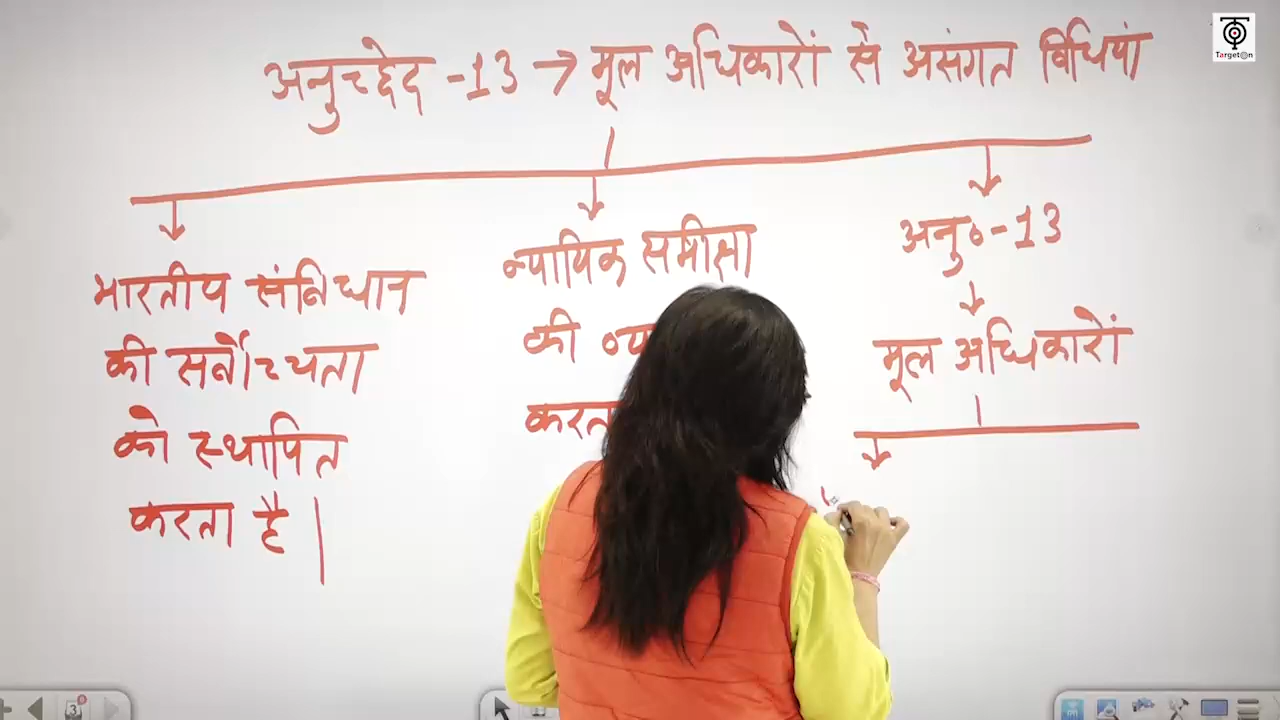 अनुच्छेद -13 → मूल अधिकारों से असंगत विधियां
भारतीय संविधान
की सर्वोच्चता
को स्थापित
करता है |
न्यायिक समीक्षा
की
अनु० -13
मूल अधिकारों
Target@n